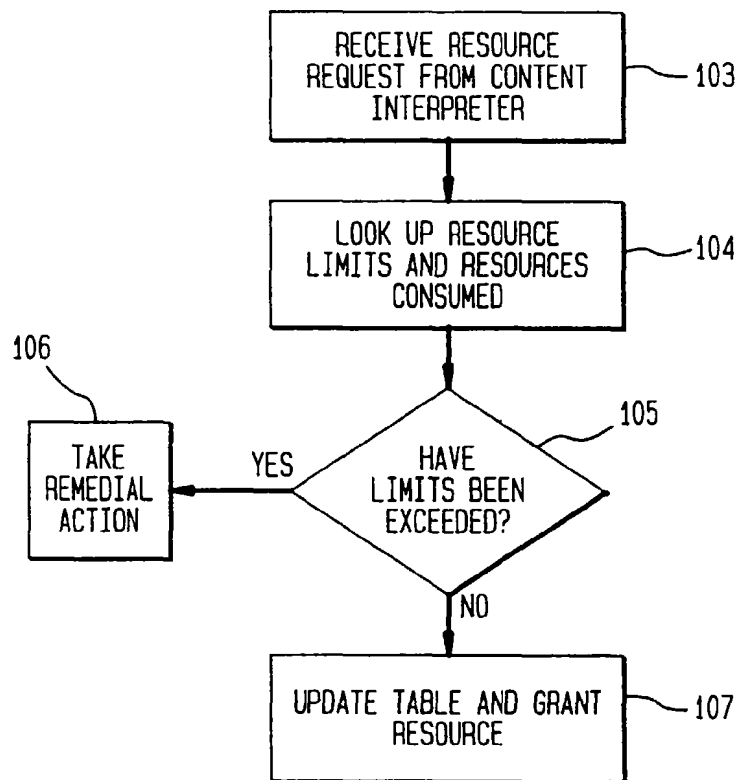 RECEIVE RESOURCE
REQUEST FROM CONTENT
INTERPRETER
103
LOOK UP RESOURCE
LIMITS AND RESOURCES
CONSUMED
104
106
105
TAKE
REMEDIAL
ACTION
YES
HAVE
LIMITS BEEN
EXCEEDED?
NO
UPDATE TABLE AND GRANT
RESOURCE
107